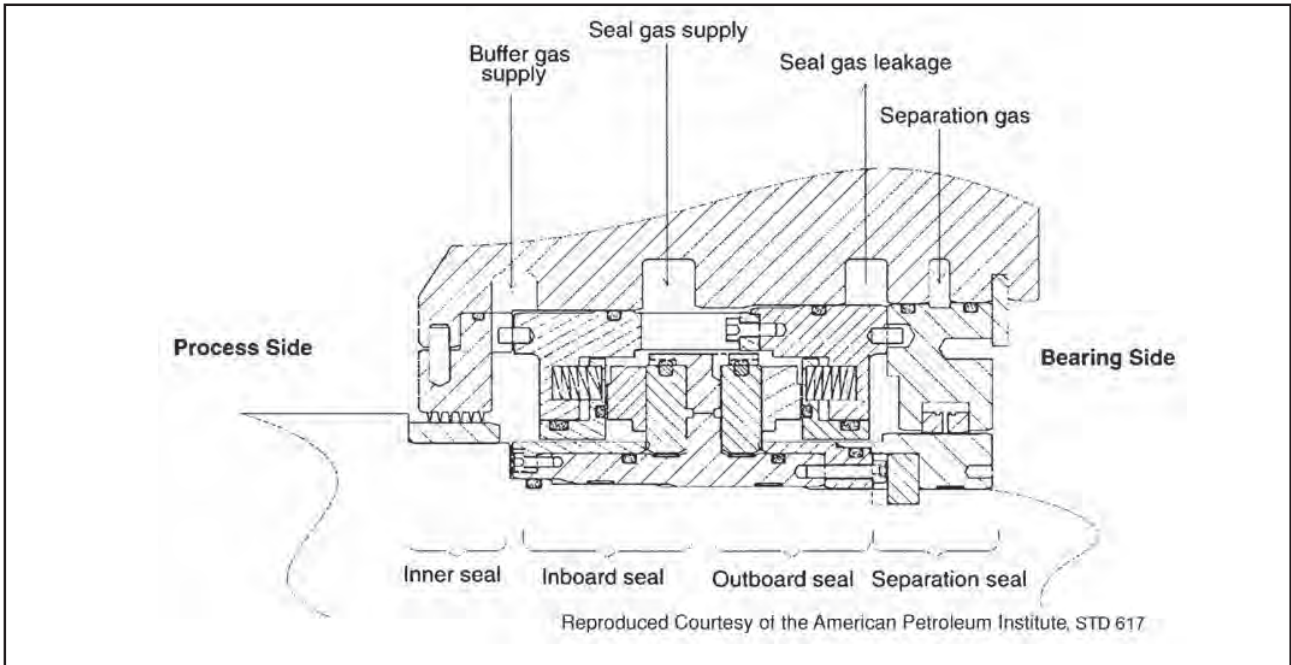 Seal gas supply
Buffer gas
supply
Seal gas leakage
Separation gas
Process Side
Bearing Side
Inner seal
Inboard seal
Outboard seal
Separation seal
Reproduced Courtesy of the American Petroleum Institute, STD 617